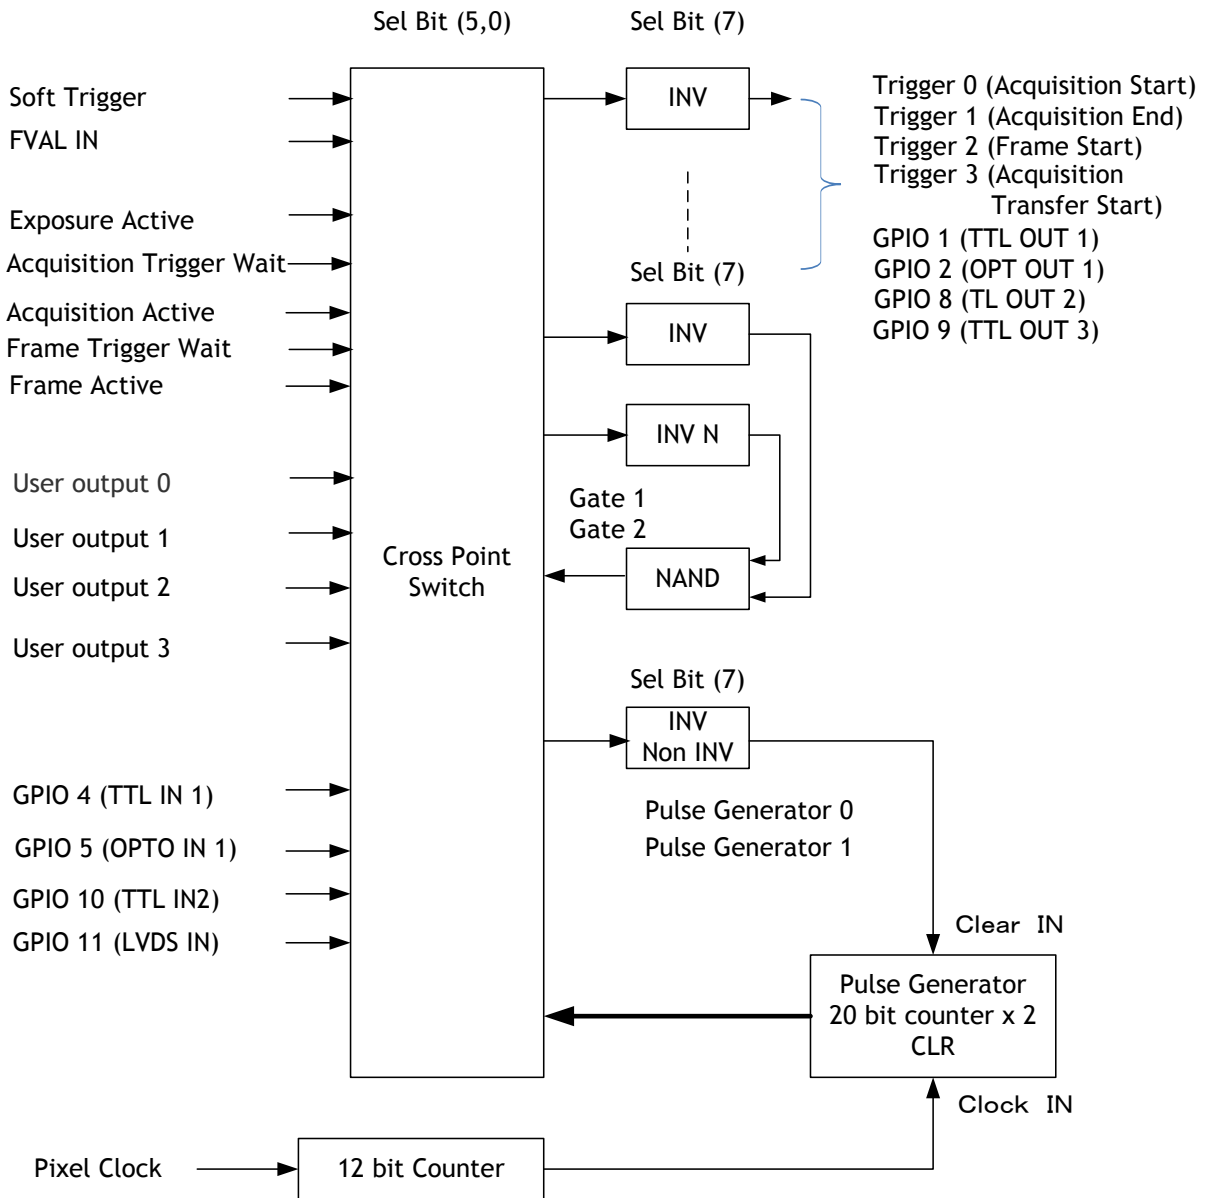 Sel Bit (5,0)
Sel Bit (7)
Soft Trigger
FVAL IN
Exposure Active
Acquisition Trigger Wait
Acquisition Active
Frame Trigger Wait
Frame Active
User output 0
User output 1
User output 2
User output 3
GPIO 4 (TTL IN 1)
GPIO 5 (OPTO IN 1)
GPIO 10 (TTL IN2)
GPIO 11 (LVDS IN)
Cross Point
Switch
INV
Trigger 0 (Acquisition Start)
Trigger 1 (Acquisition End)
Trigger 2 (Frame Start)
Trigger 3 (Acquisition
Transfer Start)
GPIO 1 (TTL OUT 1)
GPIO 2 (OPT OUT 1)
GPIO 8 (TL OUT 2)
GPIO 9 (TTL OUT 3)
Sel Bit (7)
INV
INV N
Gate 1
Gate 2
NAND
Sel Bit (7)
INV
Non INV
Pulse Generator 0
Pulse Generator 1
Clear IN
Pulse Generator
20 bit counter x 2
CLR
Clock IN
Pixel Clock
12 bit Counter